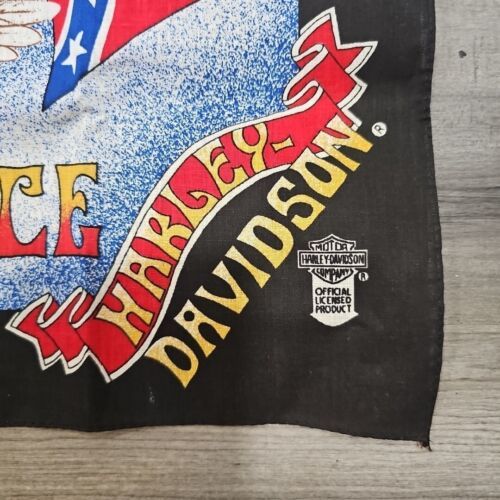 CE
HARLEY-
DAVIDSON®
MOTOR
HARLEY-DAVIDSON
COMPANY ®
OFFICIAL
LICENSED
PRODUCT